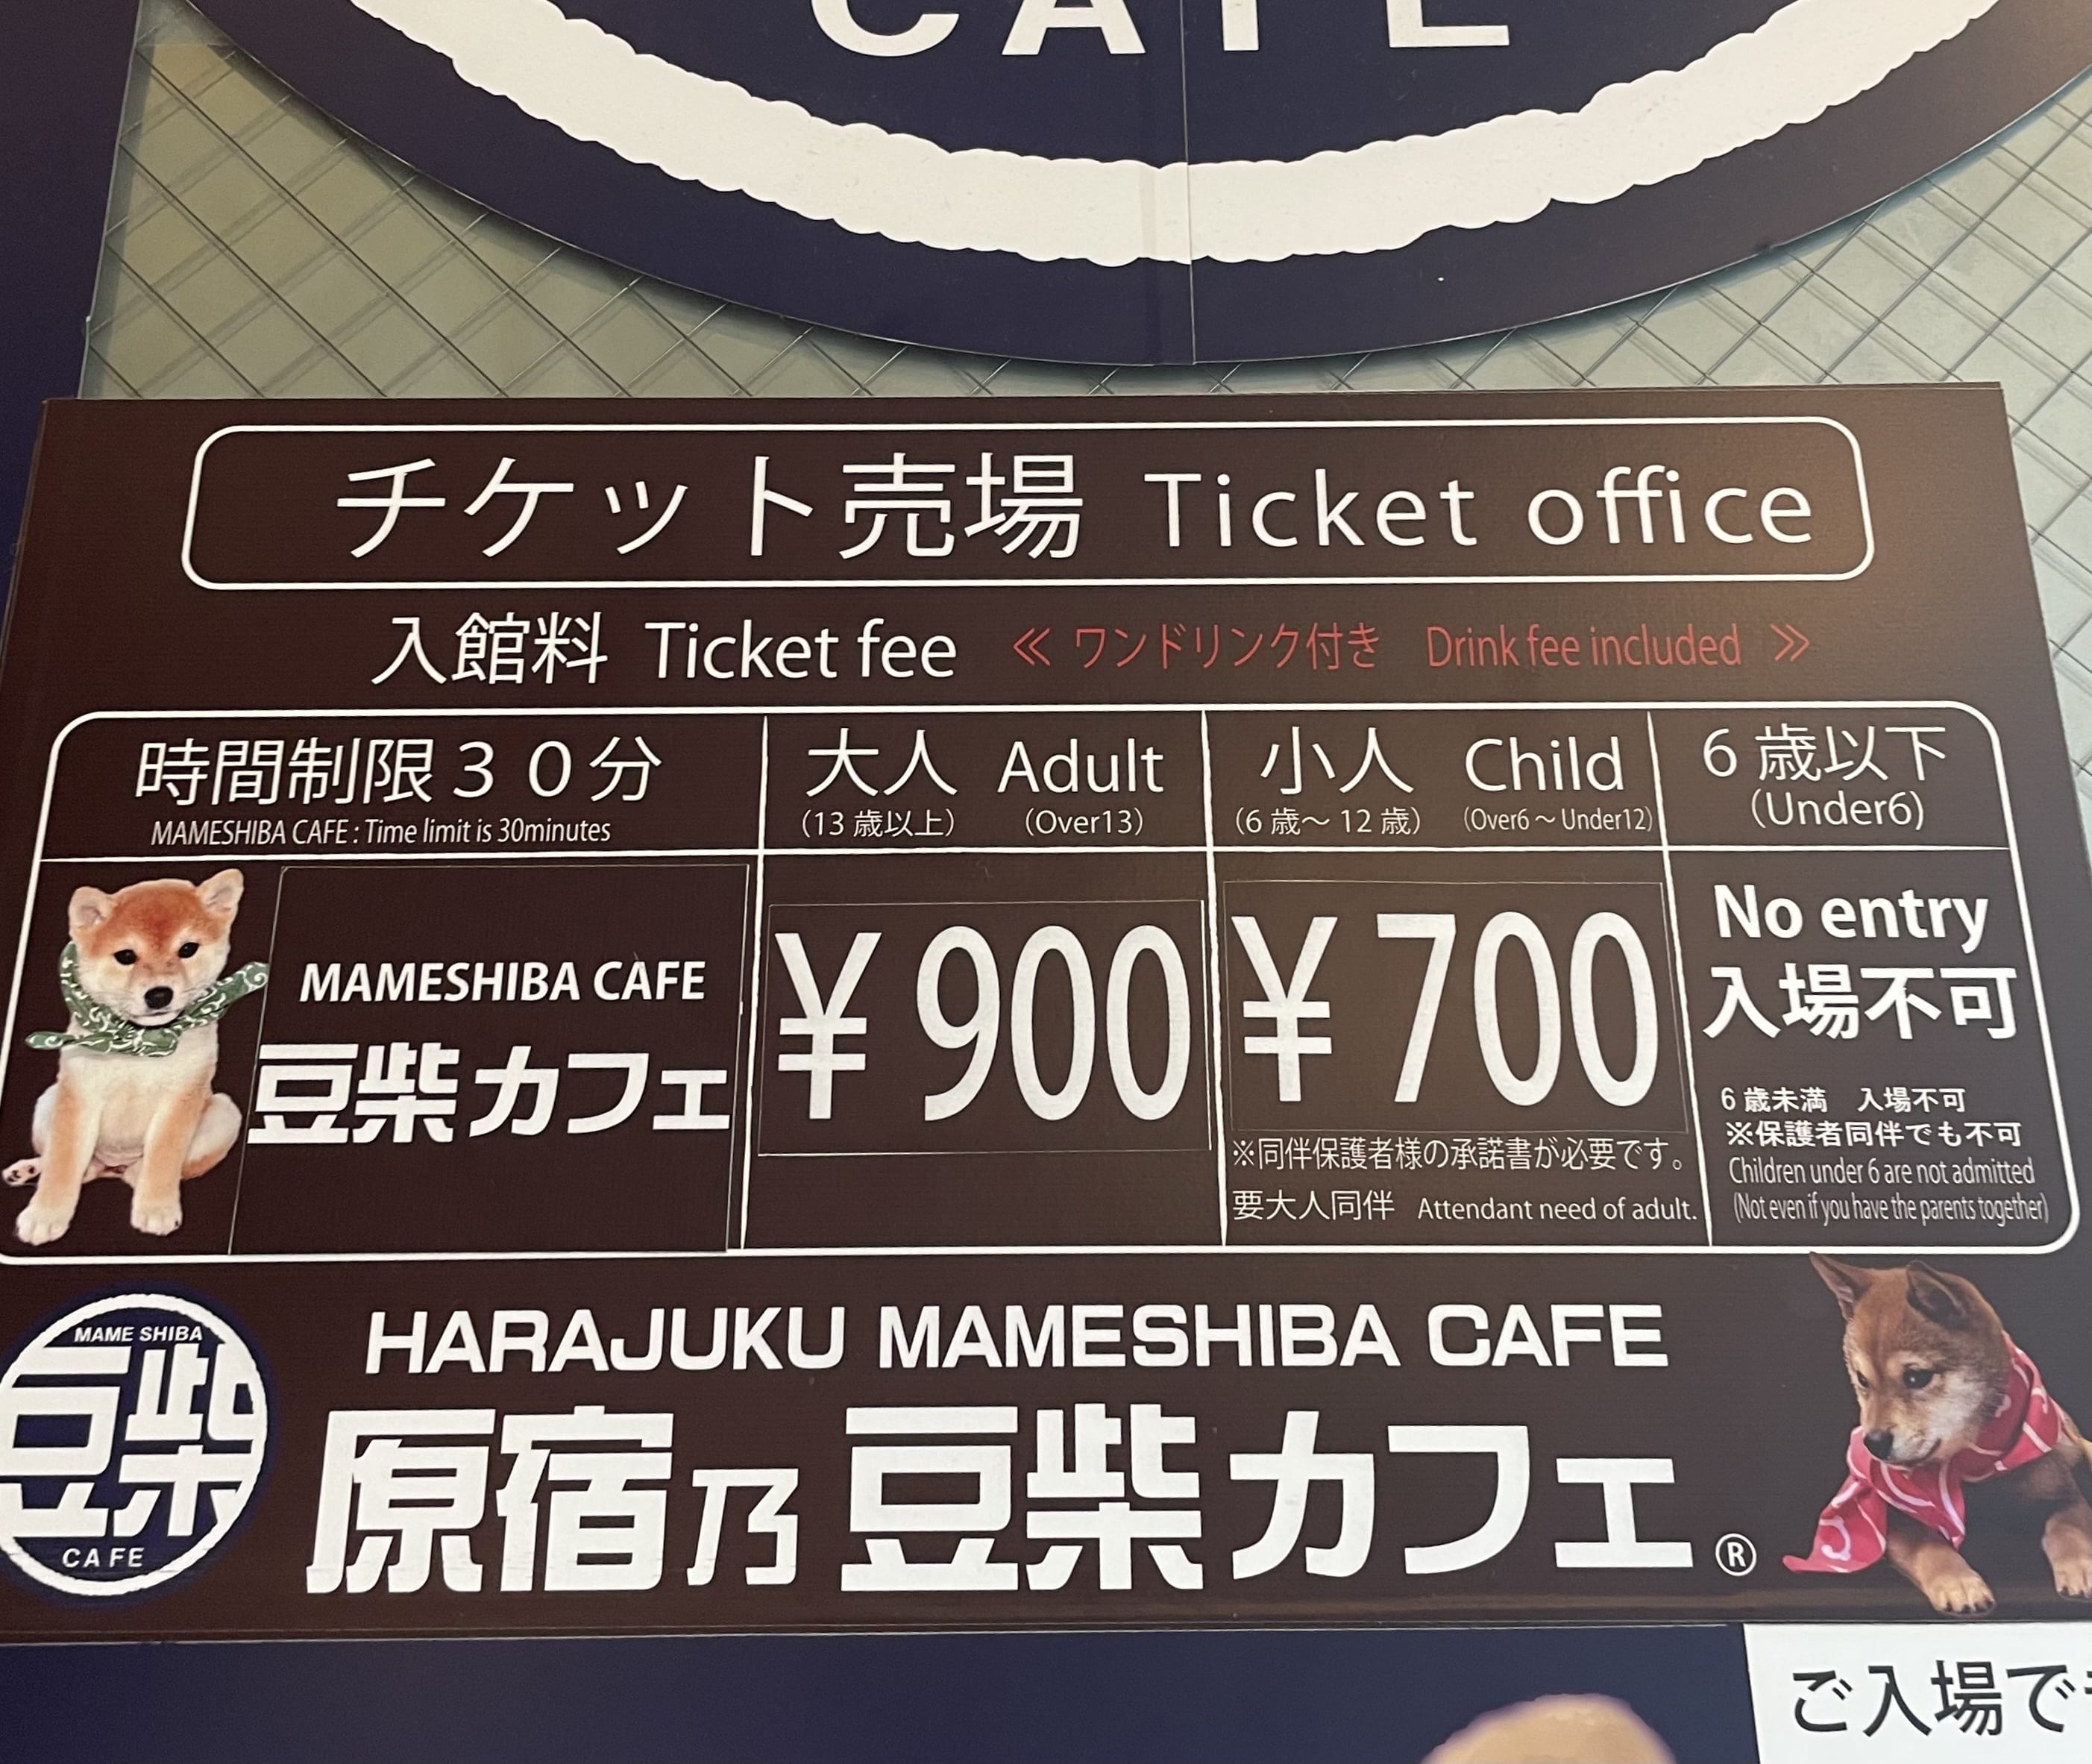 CAFE
チケット売場 Ticket office
入館料 Ticket fee ≪ ワンドリンク付き Drink fee included ≫
時間制限３０分
MAMESHIBA CAFE : Time limit is 30minutes
大人 Adult
(13 歳以上) (Over13)
小人 Child
(6 歳～ 12 歳) (Over6 ～ Under12)
6 歳以下
(Under6)
MAMESHIBA CAFE
豆柴カフェ
¥ 900
¥ 700
※同伴保護者様の承諾書が必要です。
要大人同伴 Attendant need of adult.
No entry
入場不可
6 歳未満 入場不可
※保護者同伴でも不可
Children under 6 are not admitted
(Not even if you have the parents together)
MAME SHIBA
豆柴
CAFE
HARAJUKU MAMESHIBA CAFE
原宿乃豆柴カフェ®
ご入場で